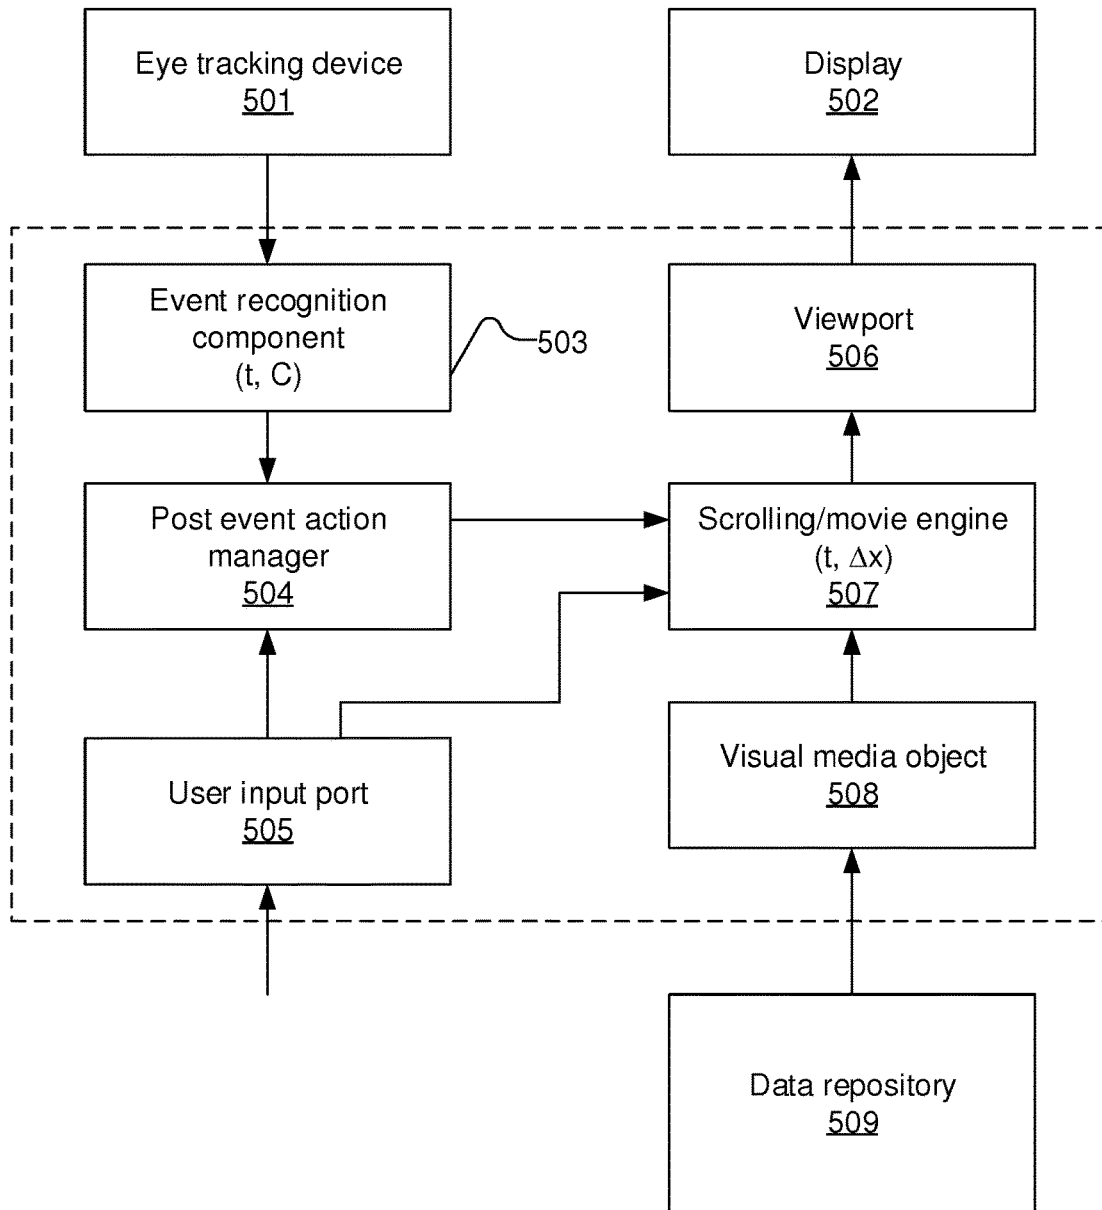 Eye tracking device
501
Display
502
Event recognition
component
(t, C)
503
Viewport
506
Post event action
manager
504
Scrolling/movie engine
(t, Δx)
507
User input port
505
Visual media object
508
Data repository
509